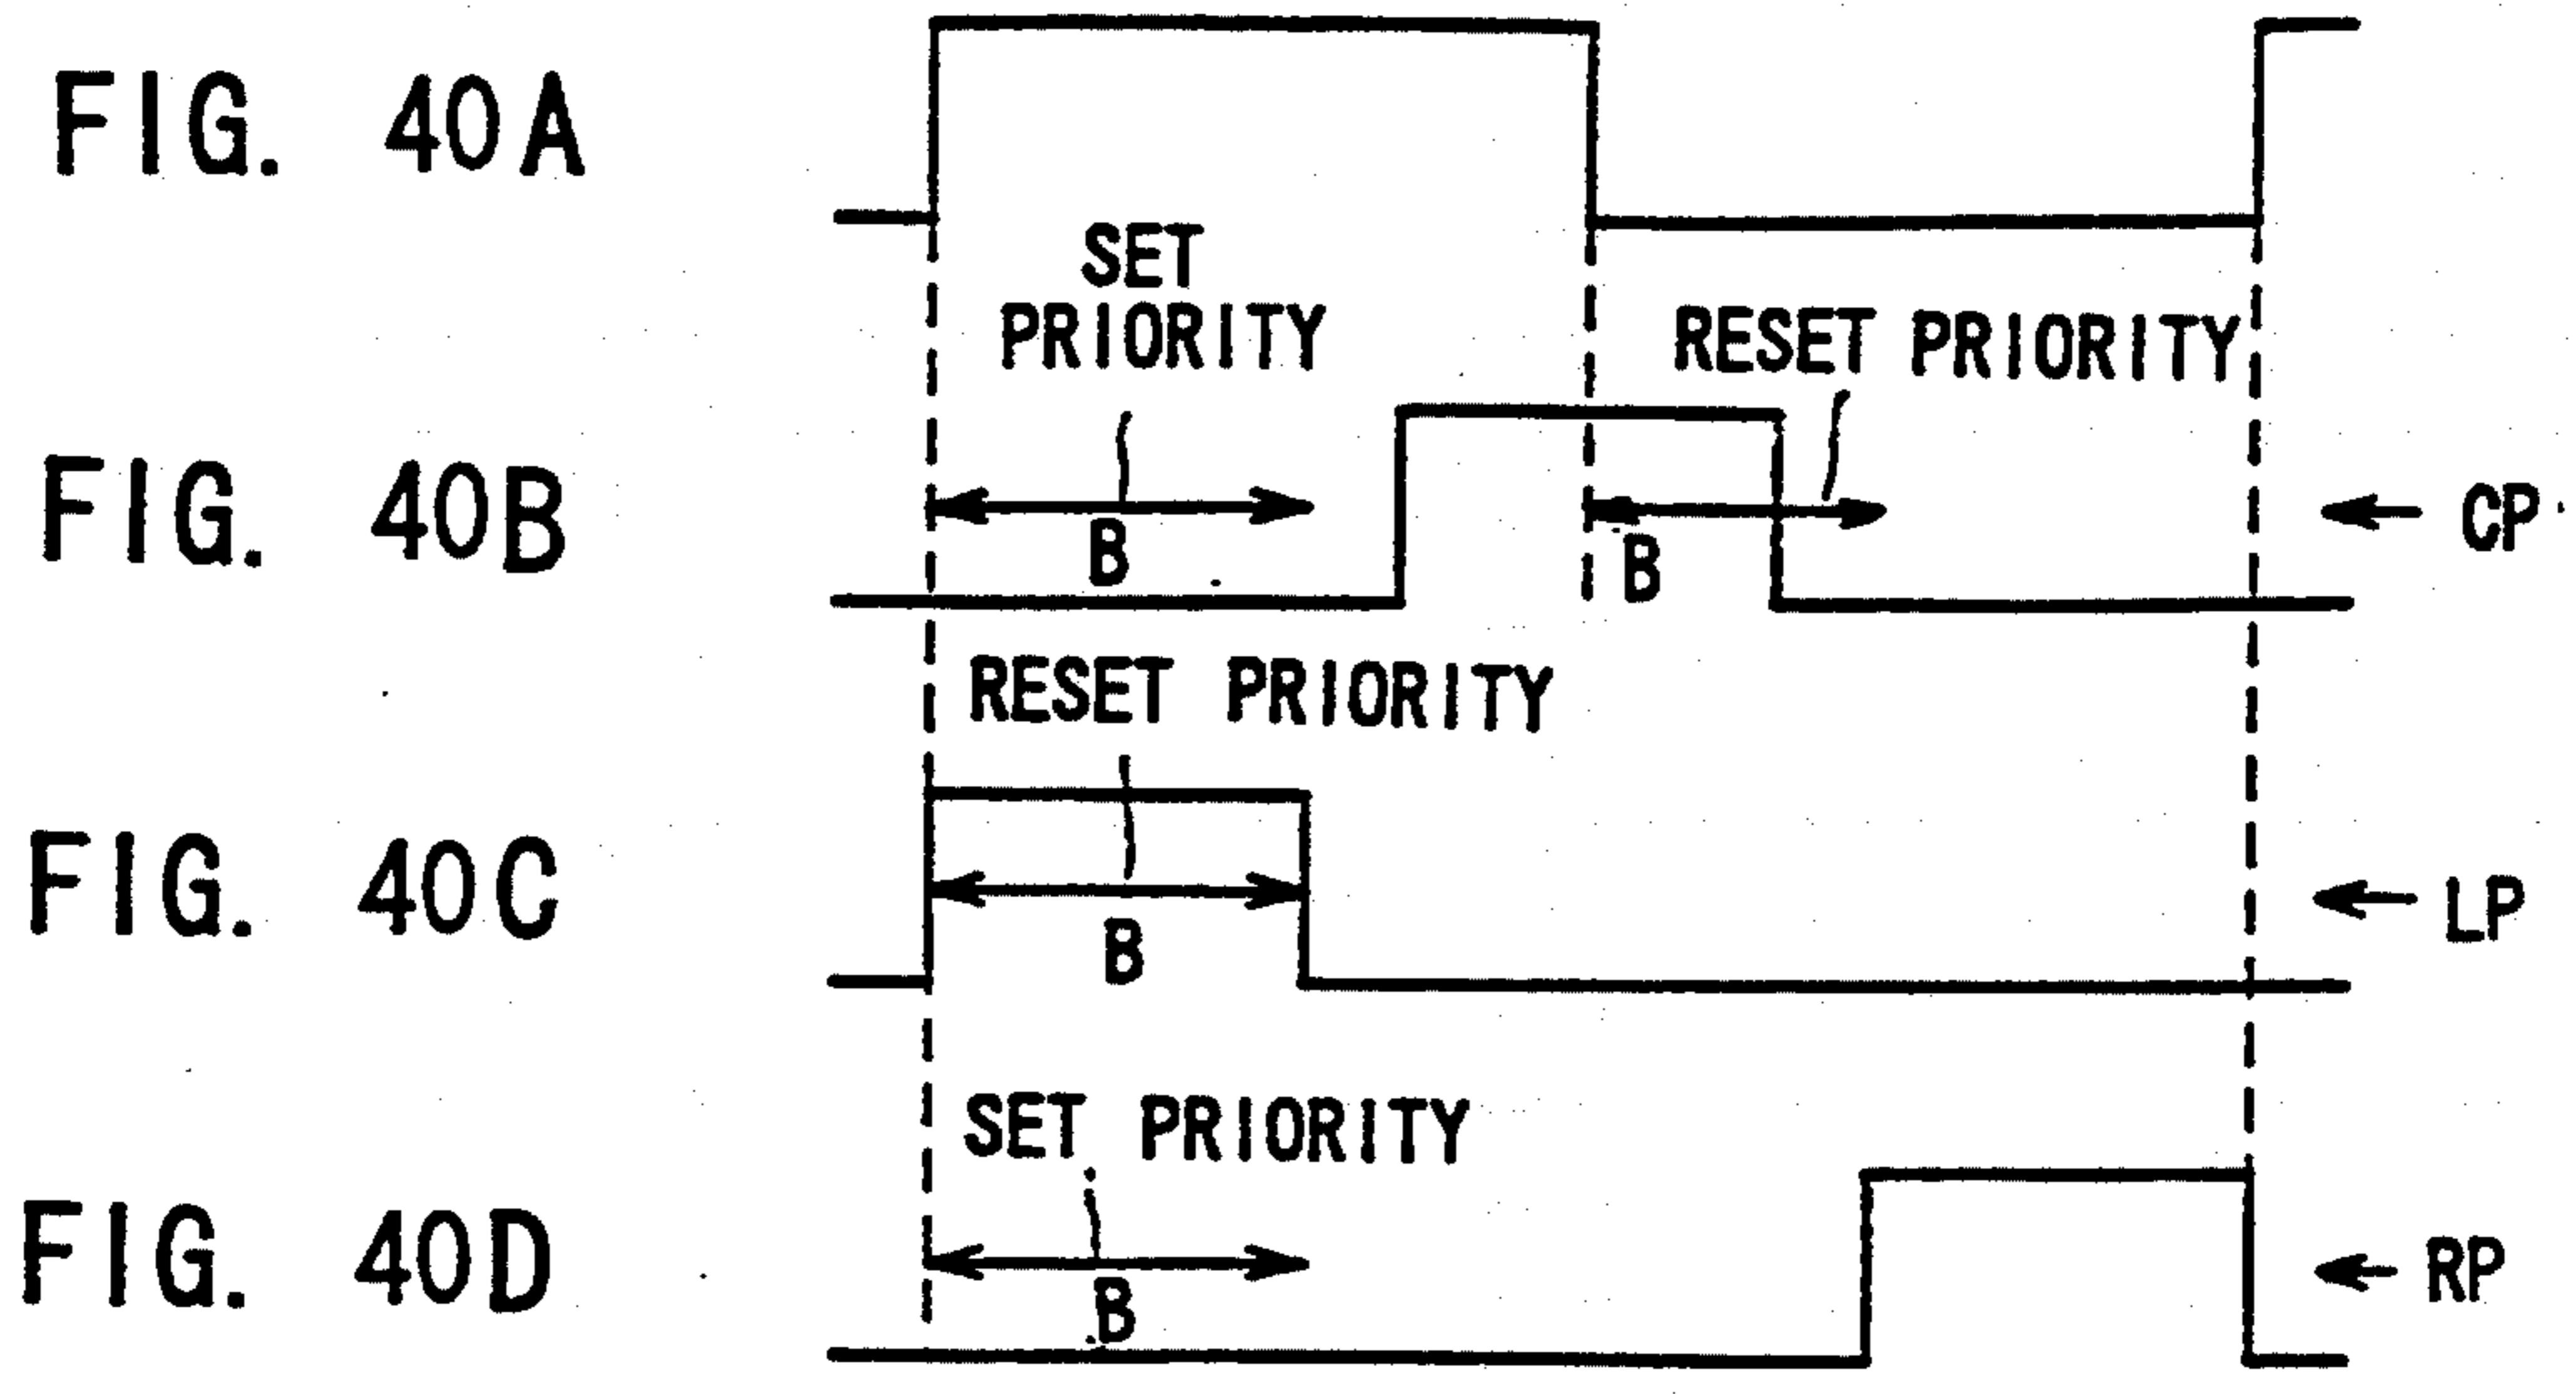 FIG. 40A
SET
PRIORITY
RESET PRIORITY
FIG. 40B
B
B
CP
RESET PRIORITY
FIG. 40C
B
LP
SET PRIORITY
FIG. 40D
B
RP